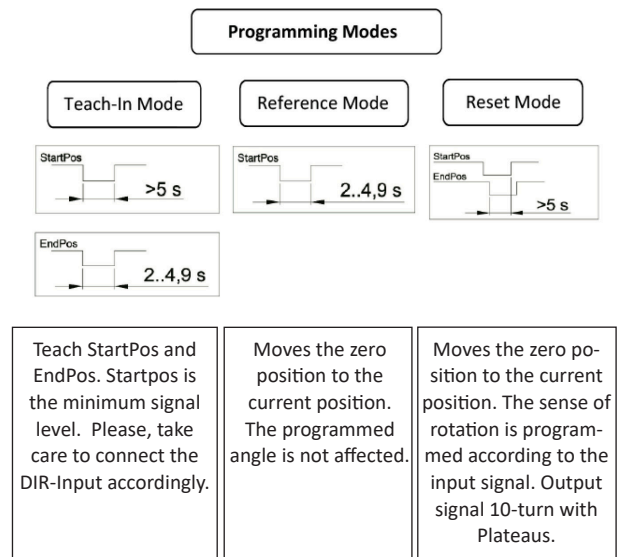 Programming Modes
Teach-In Mode
Reference Mode
Reset Mode
StartPos
>5 s
EndPos
2..4,9 s
StartPos
2..4,9 s
StartPos
EndPos
>5 s
Teach StartPos and
EndPos. Startpos is
the minimum signal
level. Please, take
care to connect the
DIR-Input accordingly.
Moves the zero
position to the
current position.
The programmed
angle is not affected.
Moves the zero po-
sition to the current
position. The sense of
rotation is program-
med according to the
input signal. Output
signal 10-turn with
Plateaus.